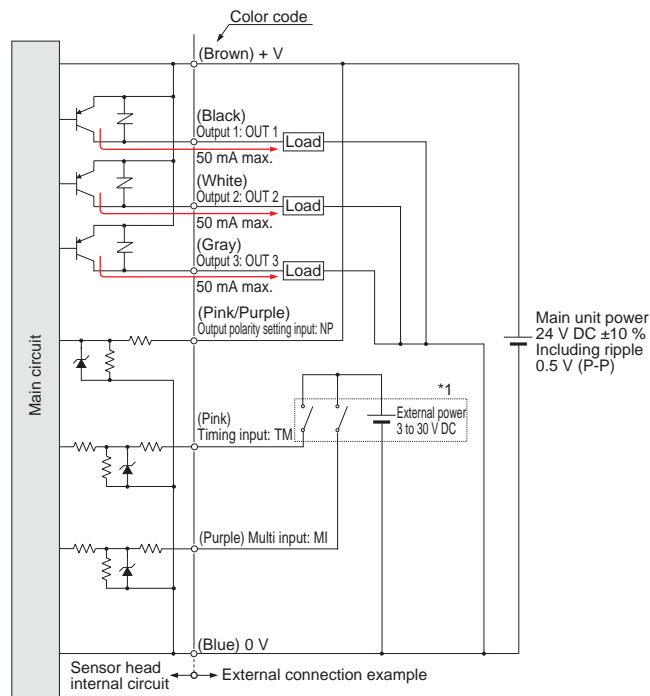 Color code
(Brown) + V
(Black)
Output 1: OUT 1
Load
50 mA max.
(White)
Output 2: OUT 2
Load
50 mA max.
(Gray)
Output 3: OUT 3
Load
50 mA max.
(Pink/Purple)
Output polarity setting input: NP
Main unit power
24 V DC ±10 %
Including ripple
0.5 V (P-P)
Main circuit
*1
External power
3 to 30 V DC
(Pink)
Timing input: TM
(Purple) Multi input: MI
(Blue) 0 V
Sensor head
internal circuit
External connection example